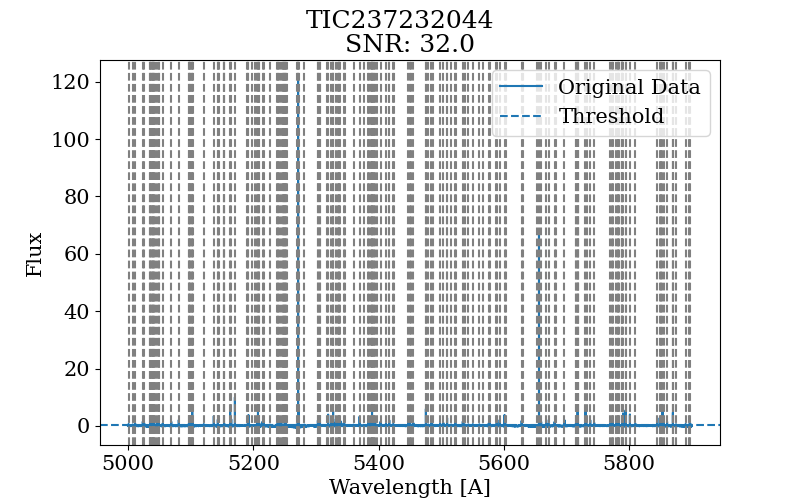 TIC237232044
SNR: 32.0
Original Data
Threshold
120
100
80
60
40
20
0
Flux
5000 5200 5400 5600 5800
Wavelength [A]